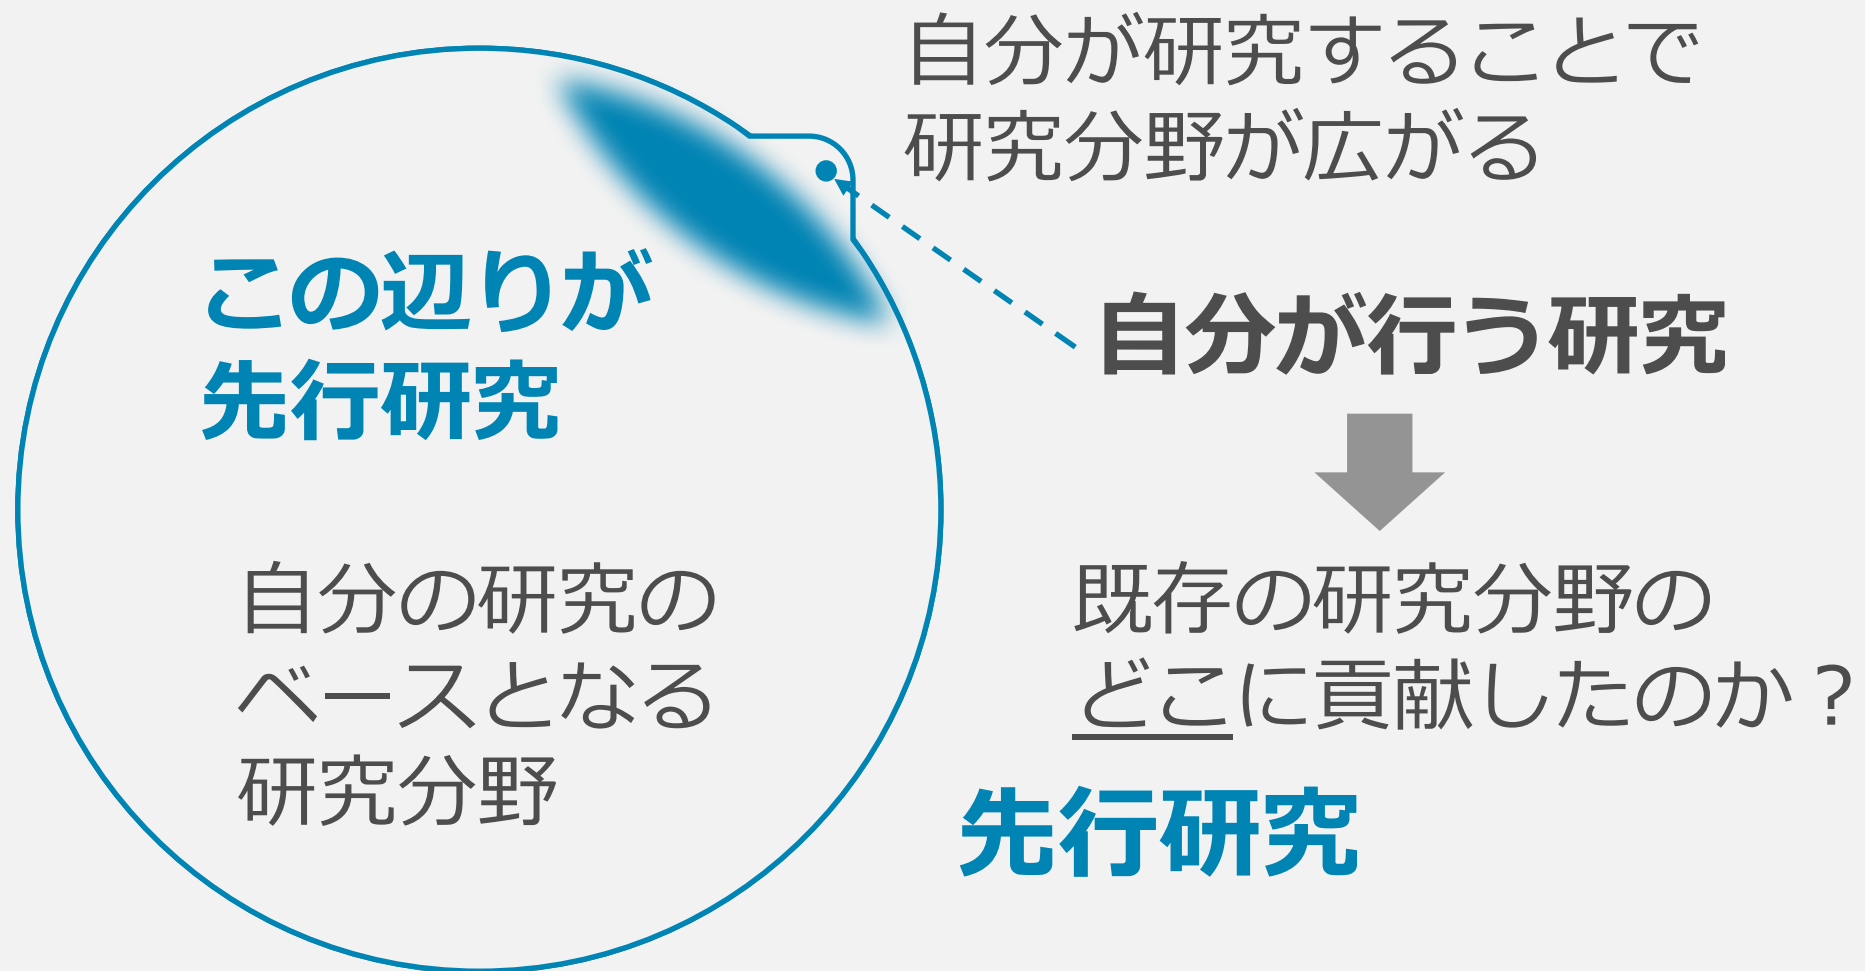 自分が研究することで
研究分野が広がる
この辺りが
先行研究
自分が行う研究
自分の研究の
ベースとなる
研究分野
既存の研究分野の
どこに貢献したのか？
先行研究